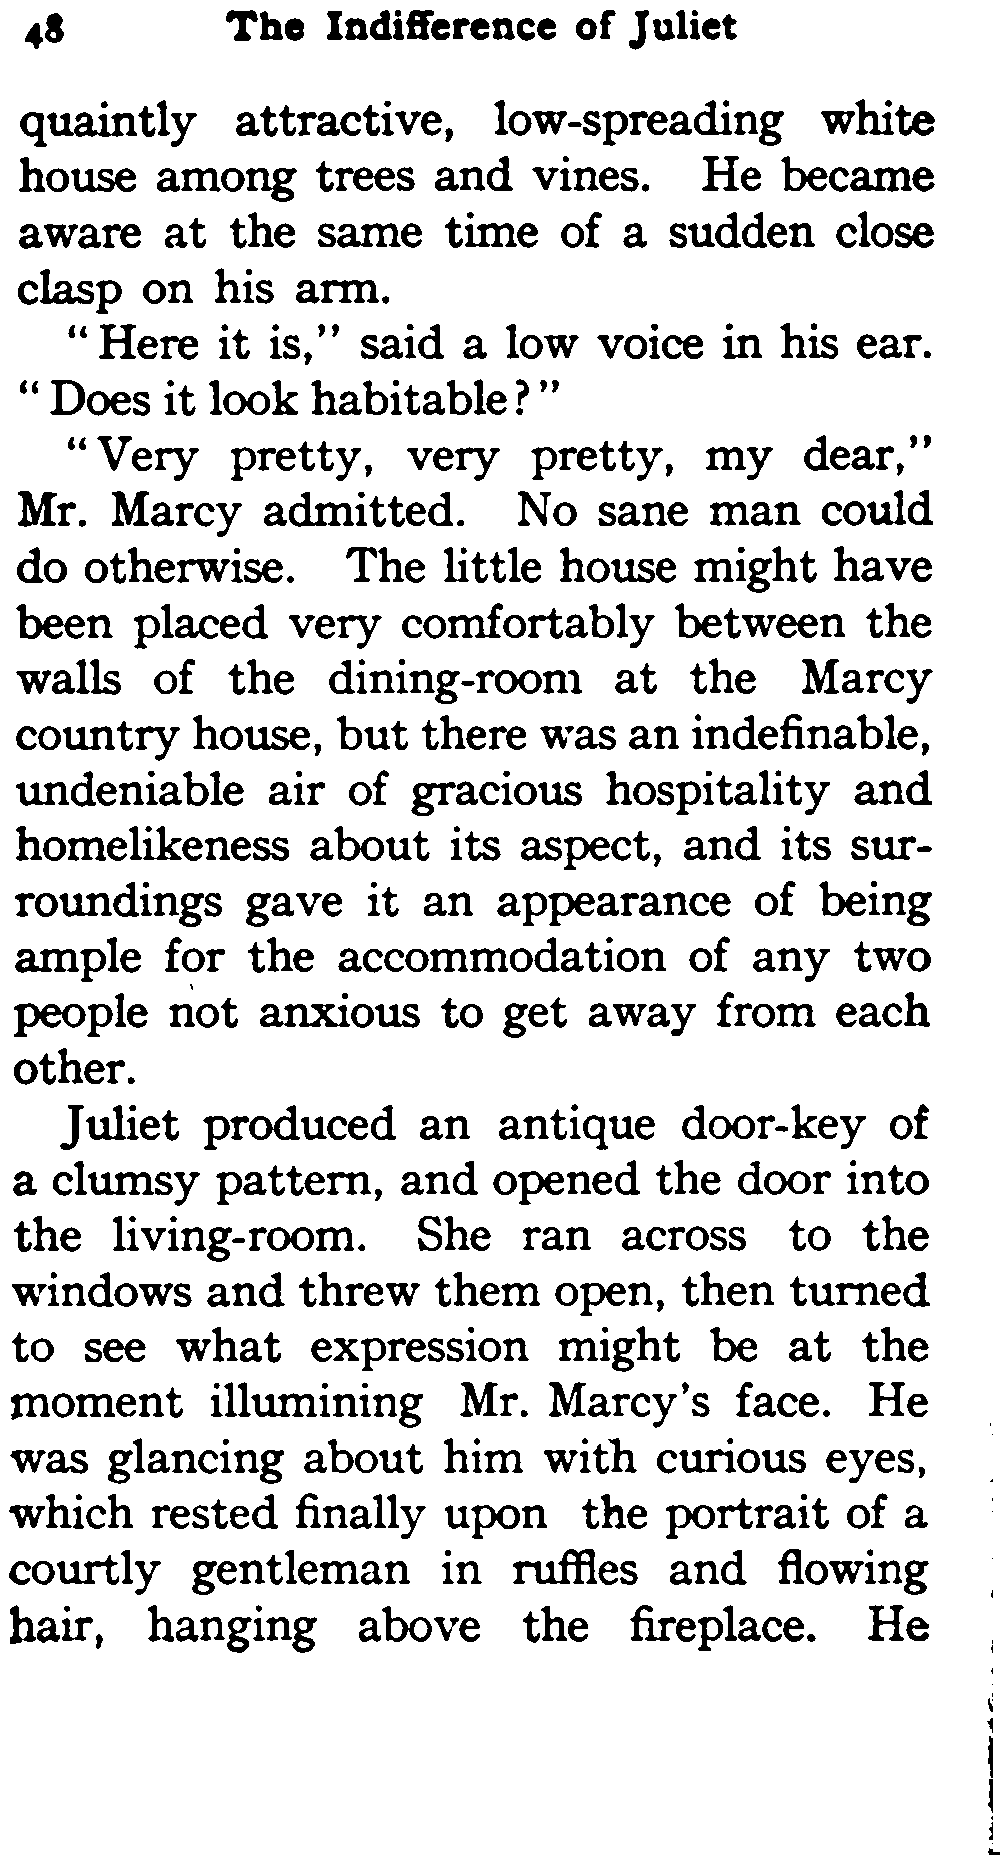 48 The Indifference of Juliet
quaintly attractive, low-spreading white
house among trees and vines. He became
aware at the same time of a sudden close
clasp on his arm.
"Here it is," said a low voice in his ear.
"Does it look habitable?"
"Very pretty, very pretty, my dear,"
Mr. Marcy admitted. No sane man could
do otherwise. The little house might have
been placed very comfortably between the
walls of the dining-room at the Marcy
country house, but there was an indefinable,
undeniable air of gracious hospitality and
homelikeness about its aspect, and its sur-
roundings gave it an appearance of being
ample for the accommodation of any two
people not anxious to get away from each
other.
Juliet produced an antique door-key of
a clumsy pattern, and opened the door into
the living-room. She ran across to the
windows and threw them open, then turned
to see what expression might be at the
moment illumining Mr. Marcy's face. He
was glancing about him with curious eyes,
which rested finally upon the portrait of a
courtly gentleman in ruffles and flowing
hair, hanging above the fireplace. He